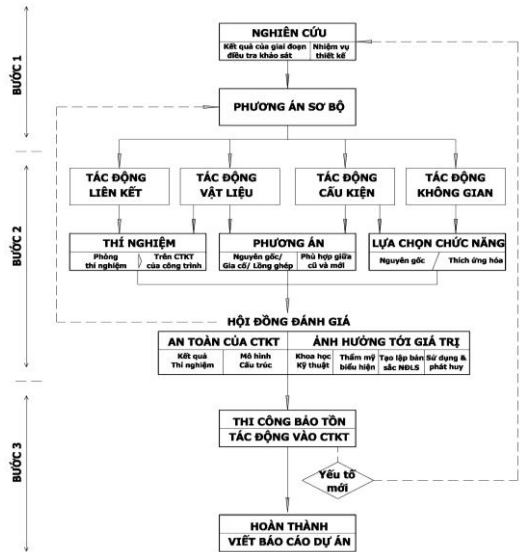 BƯỚC 1
NGHIÊN CỨU
Kết quả của giai đoạn
điều tra khảo sát
Nhiệm vụ
thiết kế
PHƯƠNG ÁN SƠ BỘ
BƯỚC 2
TÁC ĐỘNG
LIÊN KẾT
TÁC ĐỘNG
VẬT LIỆU
TÁC ĐỘNG
CẤU KIỆN
TÁC ĐỘNG
KHÔNG GIAN
THÍ NGHIỆM
Phòng
thí nghiệm
Trên CTKT
của công trình
PHƯƠNG ÁN
Nguyên gốc/
Gia cố/ Lồng ghép
Phù hợp giữa
cũ và mới
LỰA CHỌN CHỨC NĂNG
Nguyên gốc
Thích ứng hóa
HỘI ĐỒNG ĐÁNH GIÁ
AN TOÀN CỦA CTKT
Kết quả
Thí nghiệm
Mô hình
Cấu trúc
ẢNH HƯỞNG TỚI GIÁ TRỊ
Khoa học
Kỹ thuật
Thẩm mỹ
biểu hiện
Tạo lập bản
sắc NĐLS
Sử dụng &
phát huy
BƯỚC 3
THI CÔNG BẢO TỒN
TÁC ĐỘNG VÀO CTKT
Yếu tố
mới
HOÀN THÀNH
VIẾT BÁO CÁO DỰ ÁN